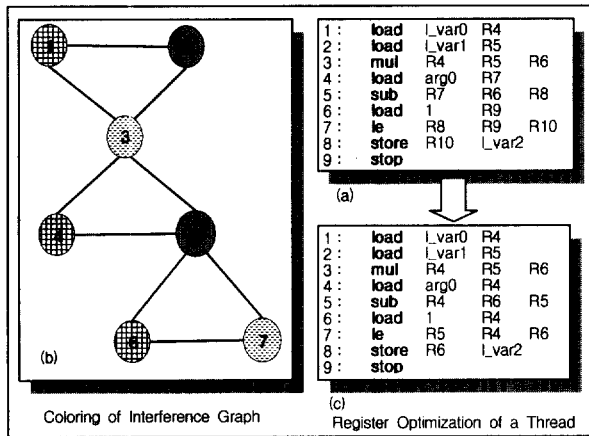 1
3
4
6
7
(b)
Coloring of Interference Graph
1 : load l_var0 R4
2 : load l_var1 R5
3 : mul R4 R5 R6
4 : load arg0 R7
5 : sub R7 R6 R8
6 : load 1 R9
7 : le R8 R9 R10
8 : store R10 l_var2
9 : stop
(a)
1 : load l_var0 R4
2 : load l_var1 R5
3 : mul R4 R5 R6
4 : load arg0 R4
5 : sub R4 R6 R5
6 : load 1 R4
7 : le R5 R4 R6
8 : store R6 l_var2
9 : stop
(c)
Register Optimization of a Thread